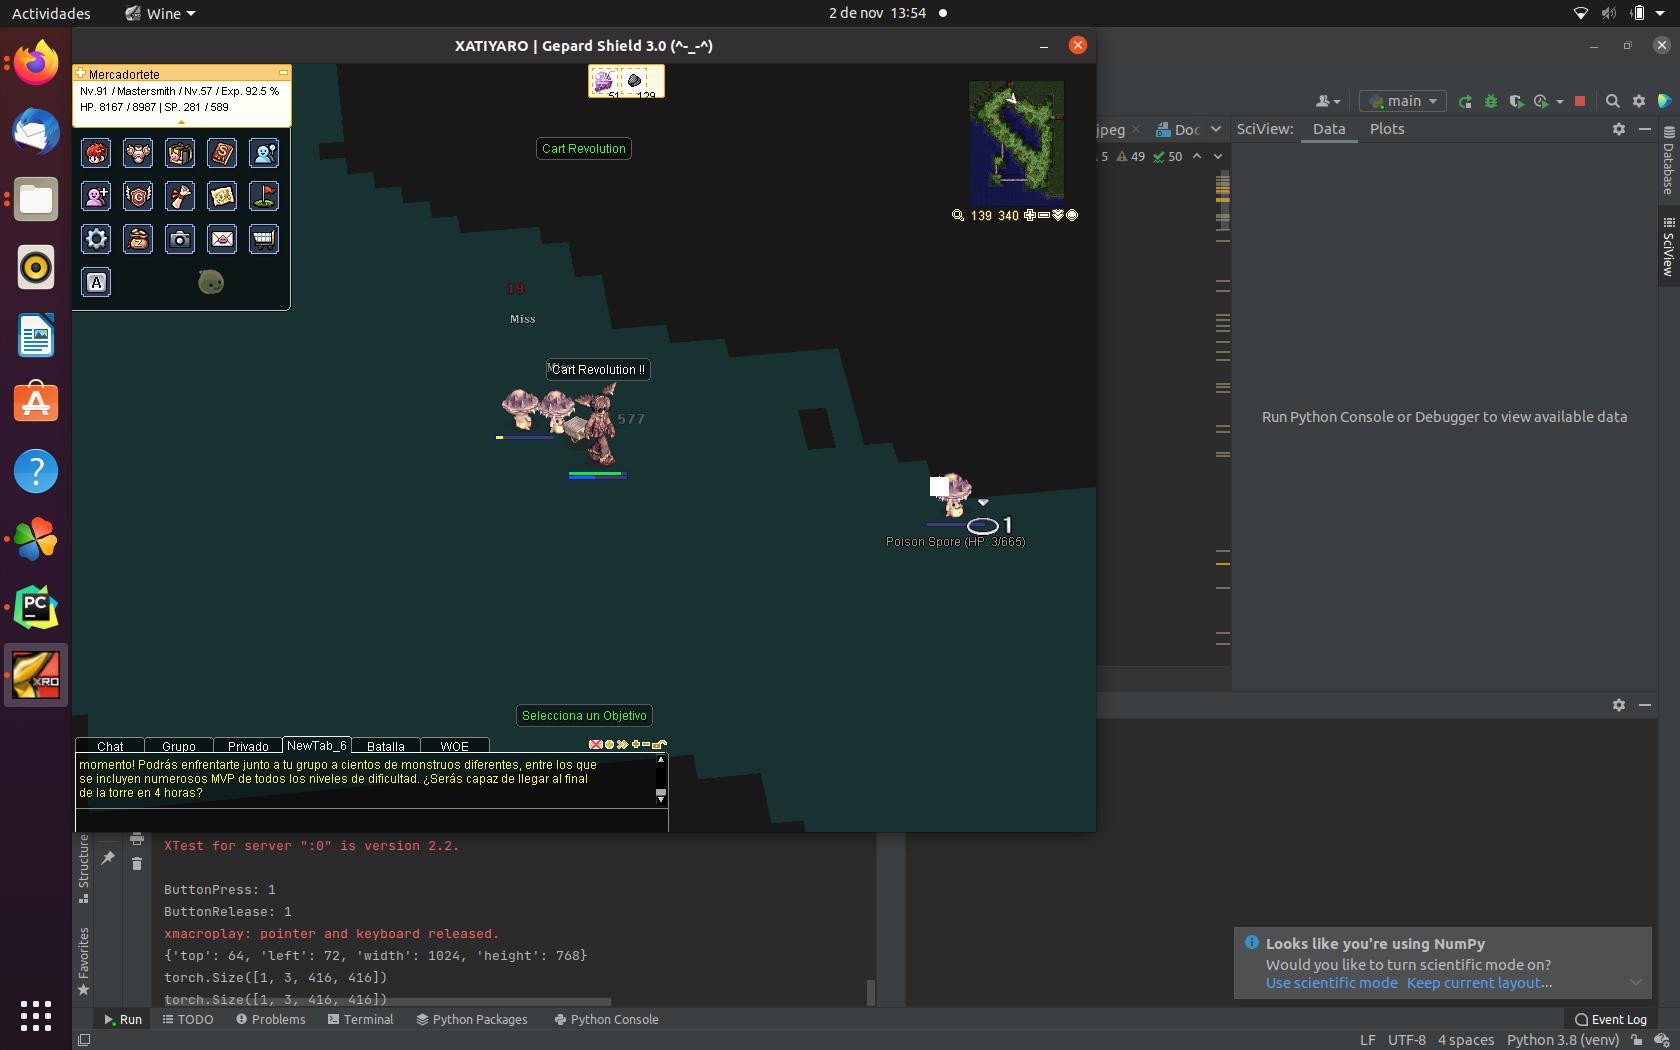 Actividades
Wine
2 de nov 13:54
XATIYARO | Gepard Shield 3.0 (^-_-^)
Mercadortete
Nv.91 / Mastersmith / Nv.57 / Exp. 92.5 %
HP. 8167 / 8987 | SP. 281 / 589
51 129
Cart Revolution
139 340
19
Miss
Cart Revolution !!
577
1
Poison Spore (HP: 3/665)
Selecciona un Objetivo
Chat Grupo Privado NewTab_6 Batalla WOE
momento! Podrás enfrentarte junto a tu grupo a cientos de monstruos diferentes, entre los que
se incluyen numerosos MVP de todos los niveles de dificultad. ¿Serás capaz de llegar al final
de la torre en 4 horas?
main
jpeg
Doc
SciView: Data Plots
5 49 50
Database
SciView
Run Python Console or Debugger to view available data
PC
XRO
A
Structure
Favorites
XTest for server ":0" is version 2.2.
ButtonPress: 1
ButtonRelease: 1
xmacroplay: pointer and keyboard released.
{'top': 64, 'left': 72, 'width': 1024, 'height': 768}
torch.Size([1, 3, 416, 416])
torch.Size([1, 3, 416, 416])
Looks like you're using NumPy
Would you like to turn scientific mode on?
Use scientific mode Keep current layout...
Run TODO Problems Terminal Python Packages Python Console
Event Log
LF UTF-8 4 spaces Python 3.8 (venv)